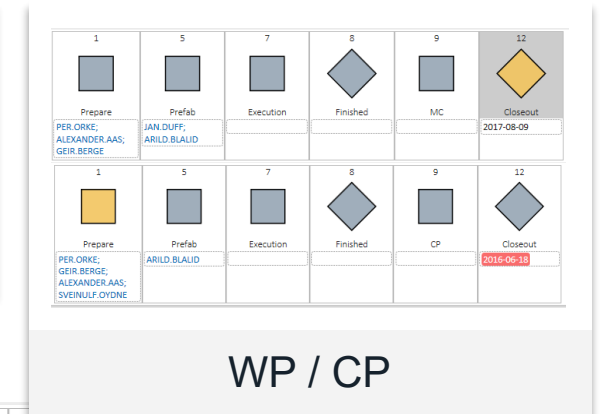 1 5 7 8 9 12
Prepare Prefab Execution Finished MC Closeout
PER.ORKE; JAN.DUFF; 2017-08-09
ALEXANDER.AAS; ARILD.BLALID
GEIR.BERGE
1 5 7 8 9 12
Prepare Prefab Execution Finished CP Closeout
PER.ORKE; ARILD.BLALID 2016-06-18
GEIR.BERGE;
ALEXANDER.AAS;
SVEINULF.OYDNE
WP / CP